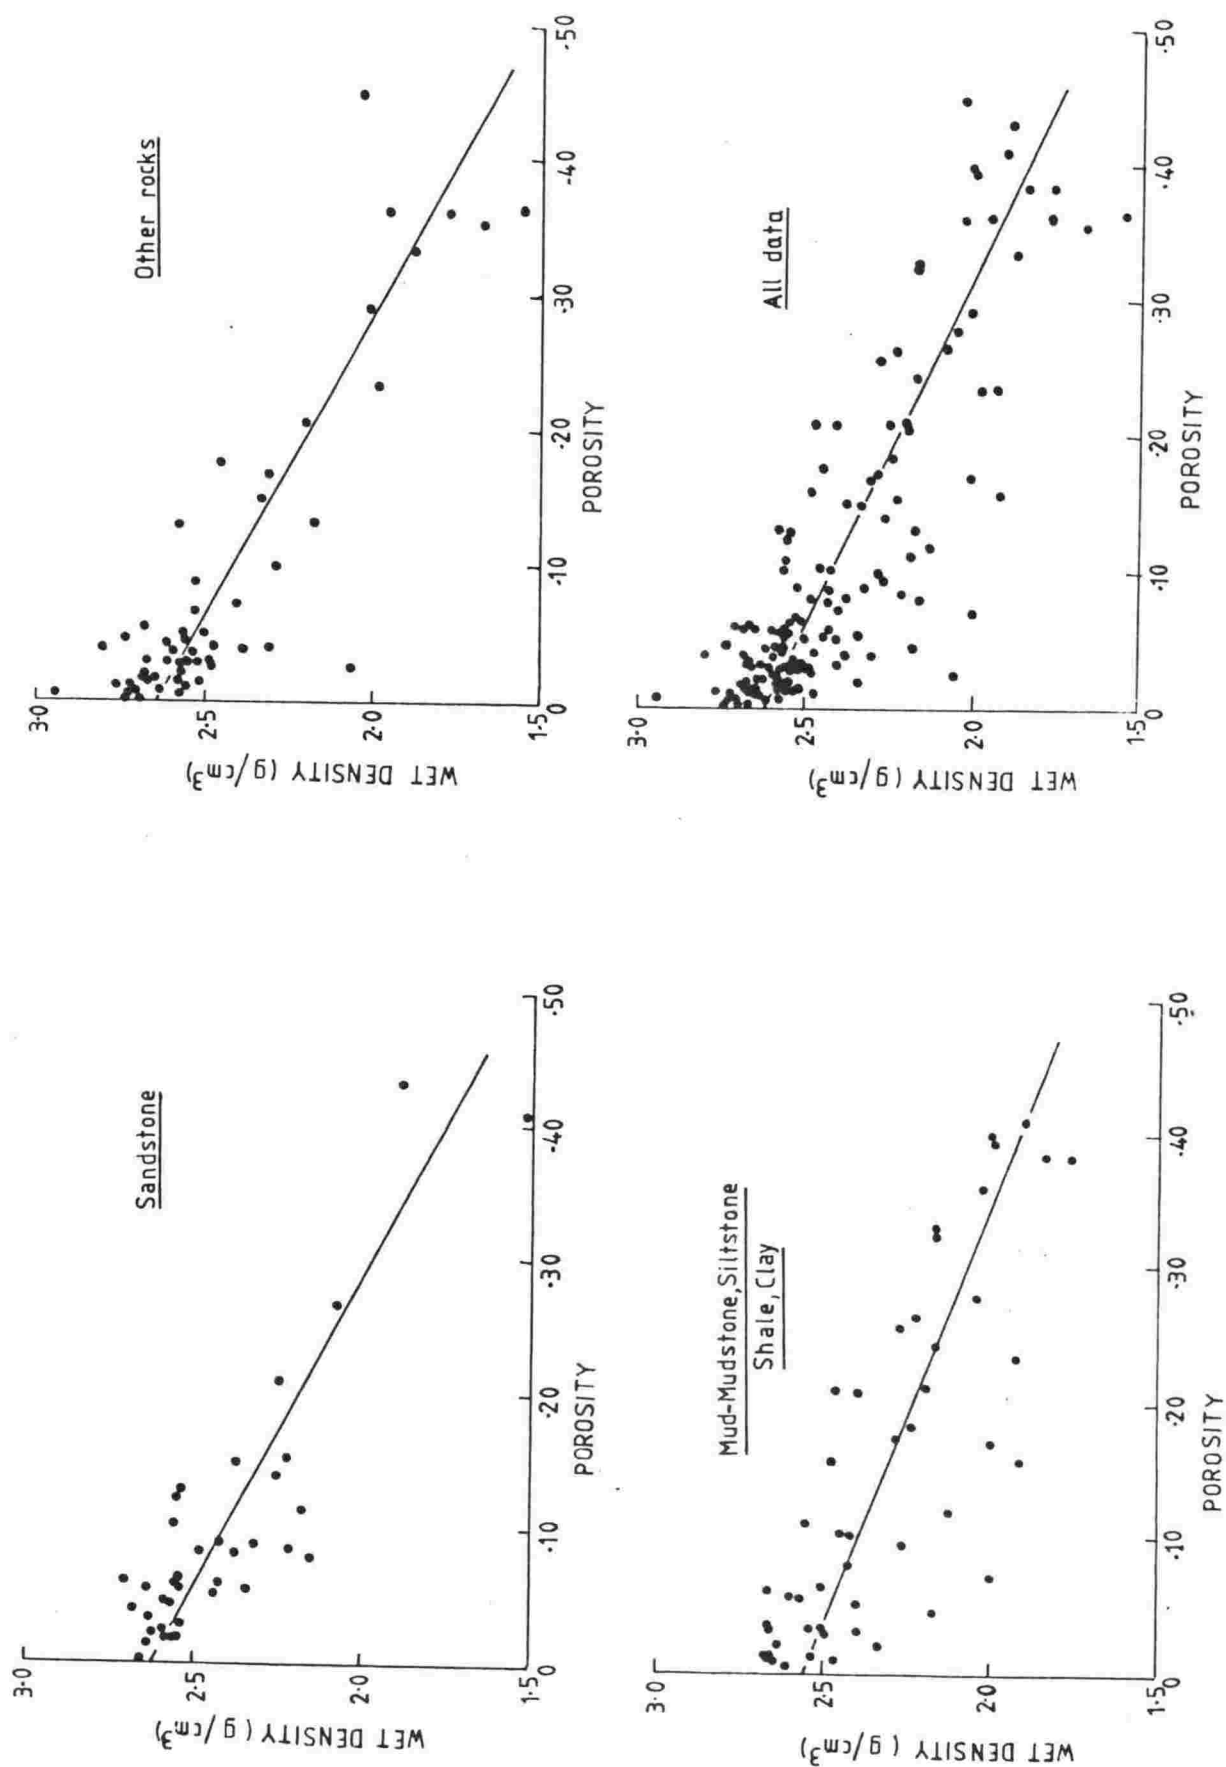 Sandstone
3·0
2·5
2·0
1·5
WET DENSITY (g/cm³)
0 ·10 ·20 ·30 ·40 ·50
POROSITY
Other rocks
3·0
2·5
2·0
1·5
WET DENSITY (g/cm³)
0 ·10 ·20 ·30 ·40 ·50
POROSITY
Mud-Mudstone,Siltstone
Shale,Clay
3·0
2·5
2·0
1·5
WET DENSITY (g/cm³)
0 ·10 ·20 ·30 ·40 ·50
POROSITY
All data
3·0
2·5
2·0
1·5
WET DENSITY (g/cm³)
0 ·10 ·20 ·30 ·40 ·50
POROSITY